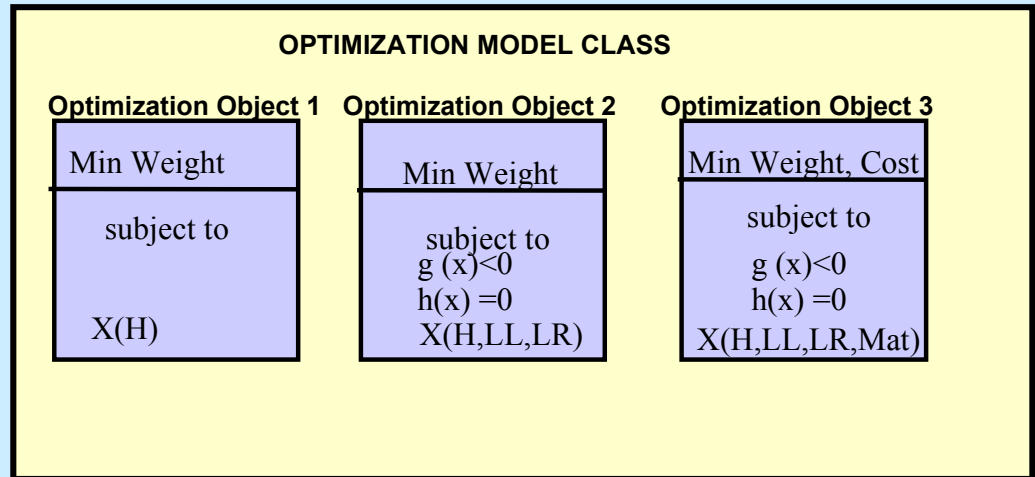 OPTIMIZATION MODEL CLASS
Optimization Object 1
Min Weight
subject to
X(H)
Optimization Object 2
Min Weight
subject to
g (x)<0
h(x) =0
X(H,LL,LR)
Optimization Object 3
Min Weight, Cost
subject to
g (x)<0
h(x) =0
X(H,LL,LR,Mat)